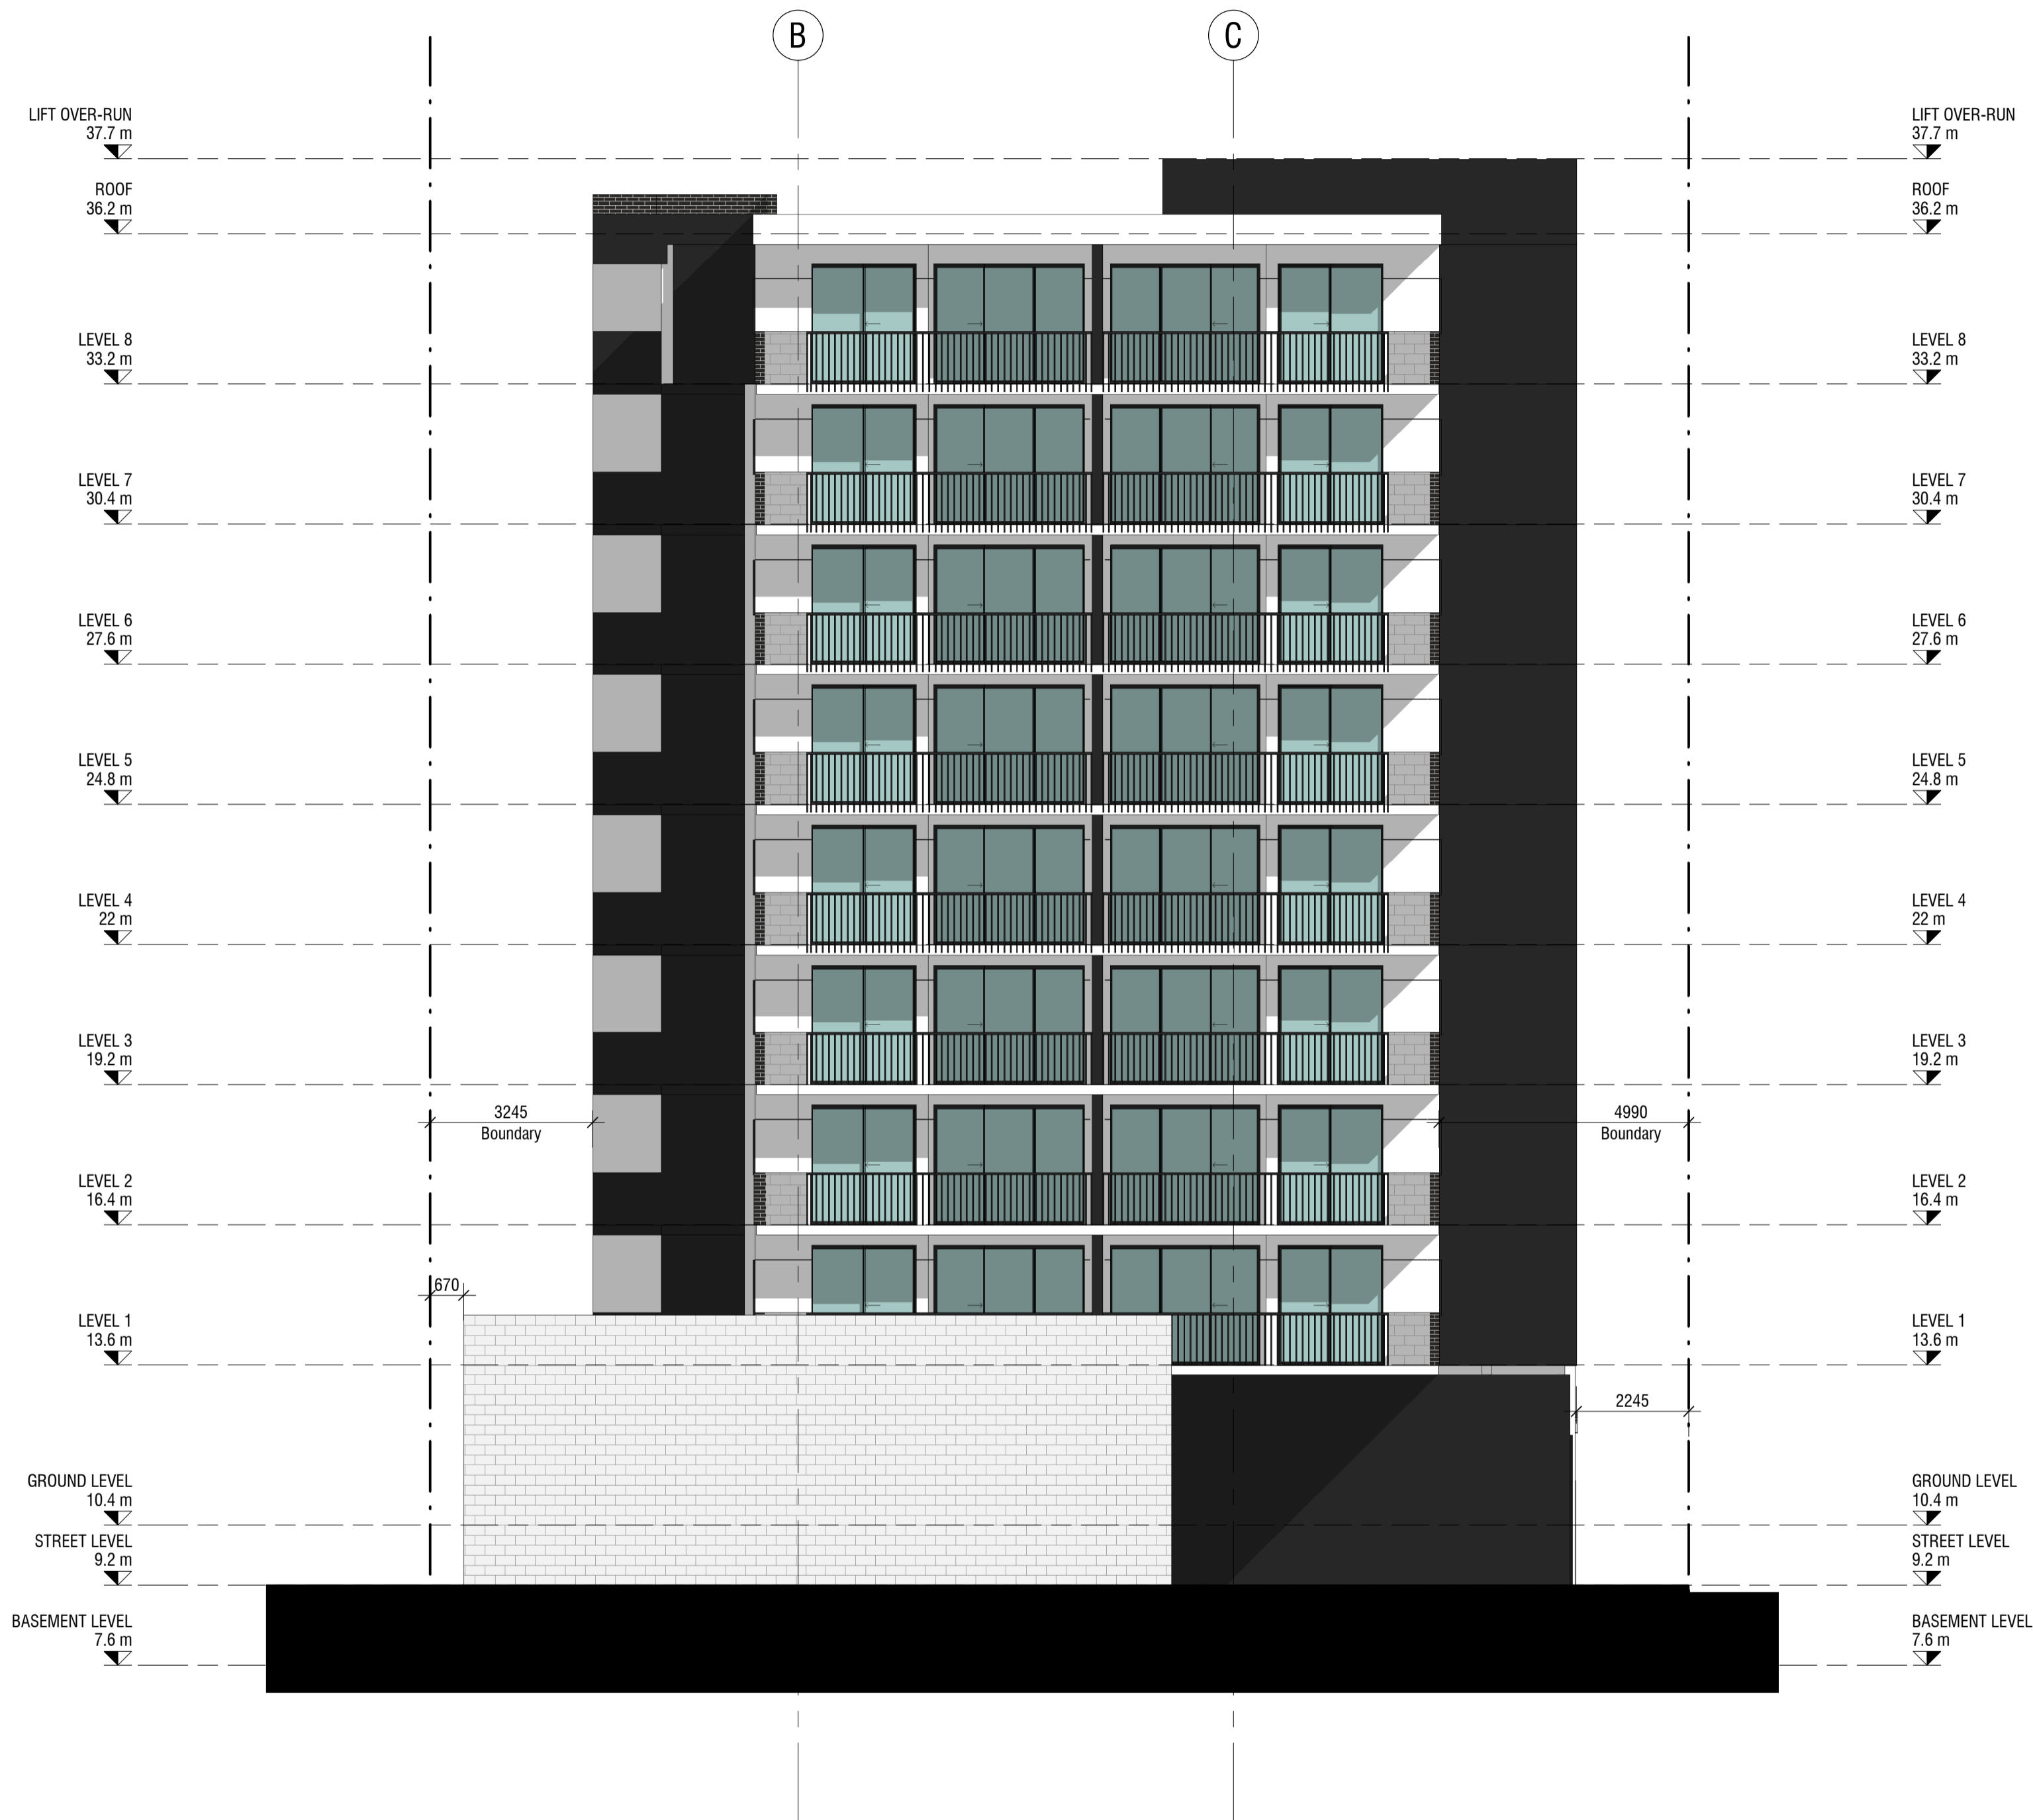 B
C
LIFT OVER-RUN
37.7 m
LIFT OVER-RUN
37.7 m
ROOF
36.2 m
ROOF
36.2 m
LEVEL 8
33.2 m
LEVEL 8
33.2 m
LEVEL 7
30.4 m
LEVEL 7
30.4 m
LEVEL 6
27.6 m
LEVEL 6
27.6 m
LEVEL 5
24.8 m
LEVEL 5
24.8 m
LEVEL 4
22 m
LEVEL 4
22 m
LEVEL 3
19.2 m
LEVEL 3
19.2 m
3245
Boundary
4990
Boundary
LEVEL 2
16.4 m
LEVEL 2
16.4 m
670
LEVEL 1
13.6 m
LEVEL 1
13.6 m
2245
GROUND LEVEL
10.4 m
GROUND LEVEL
10.4 m
STREET LEVEL
9.2 m
STREET LEVEL
9.2 m
BASEMENT LEVEL
7.6 m
BASEMENT LEVEL
7.6 m